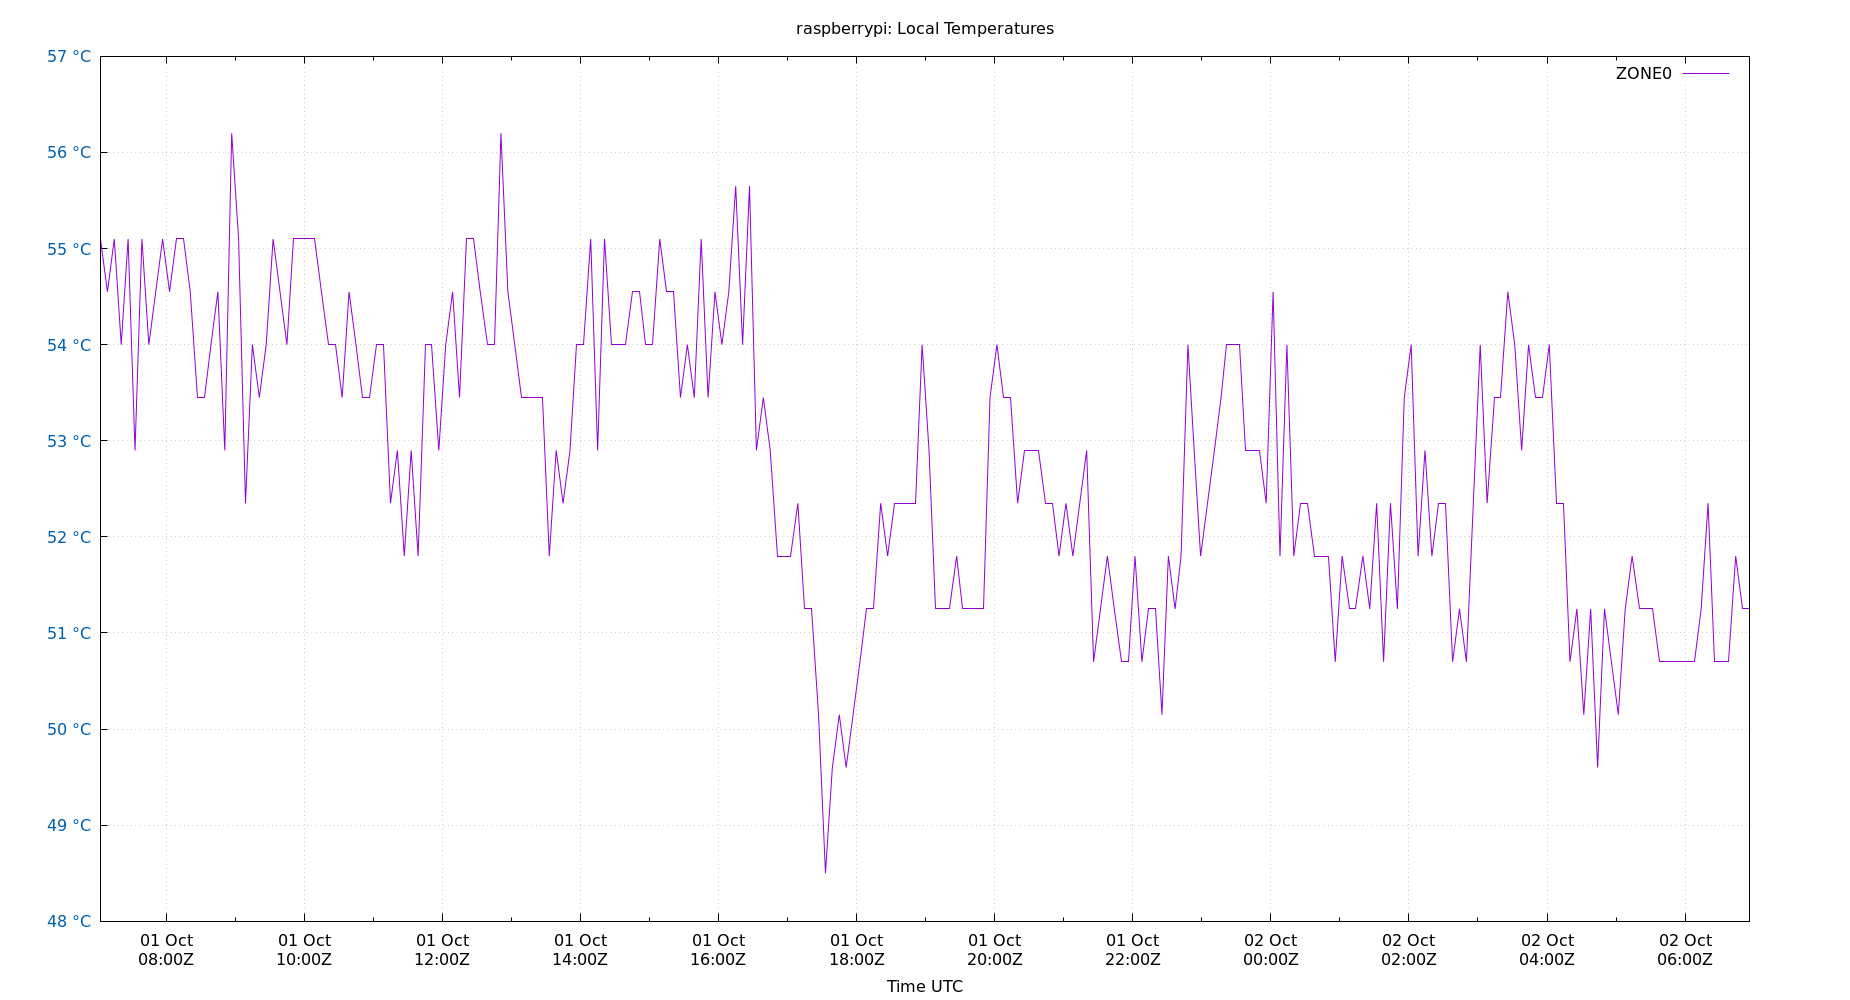 raspberrypi: Local Temperatures
57 °C
ZONE0
56 °C
55 °C
54 °C
53 °C
52 °C
51 °C
50 °C
49 °C
48 °C
01 Oct 01 Oct 01 Oct 01 Oct 01 Oct 01 Oct 01 Oct 01 Oct 02 Oct 02 Oct 02 Oct 02 Oct
08:00Z 10:00Z 12:00Z 14:00Z 16:00Z 18:00Z 20:00Z 22:00Z 00:00Z 02:00Z 04:00Z 06:00Z
Time UTC